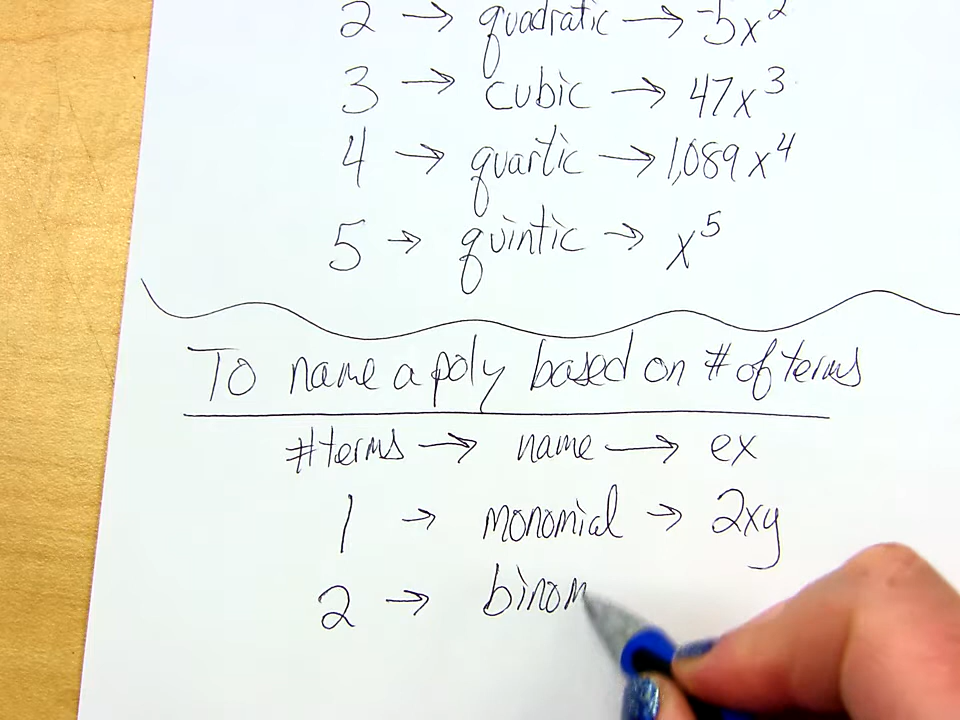 2 → quadratic → -5x²
3 → cubic → 47x³
4 → quartic → 1,089x⁴
5 → quintic → x⁵
To name a poly based on # of terms
#terms → name → ex
1 → monomial → 2xy
2 → binom